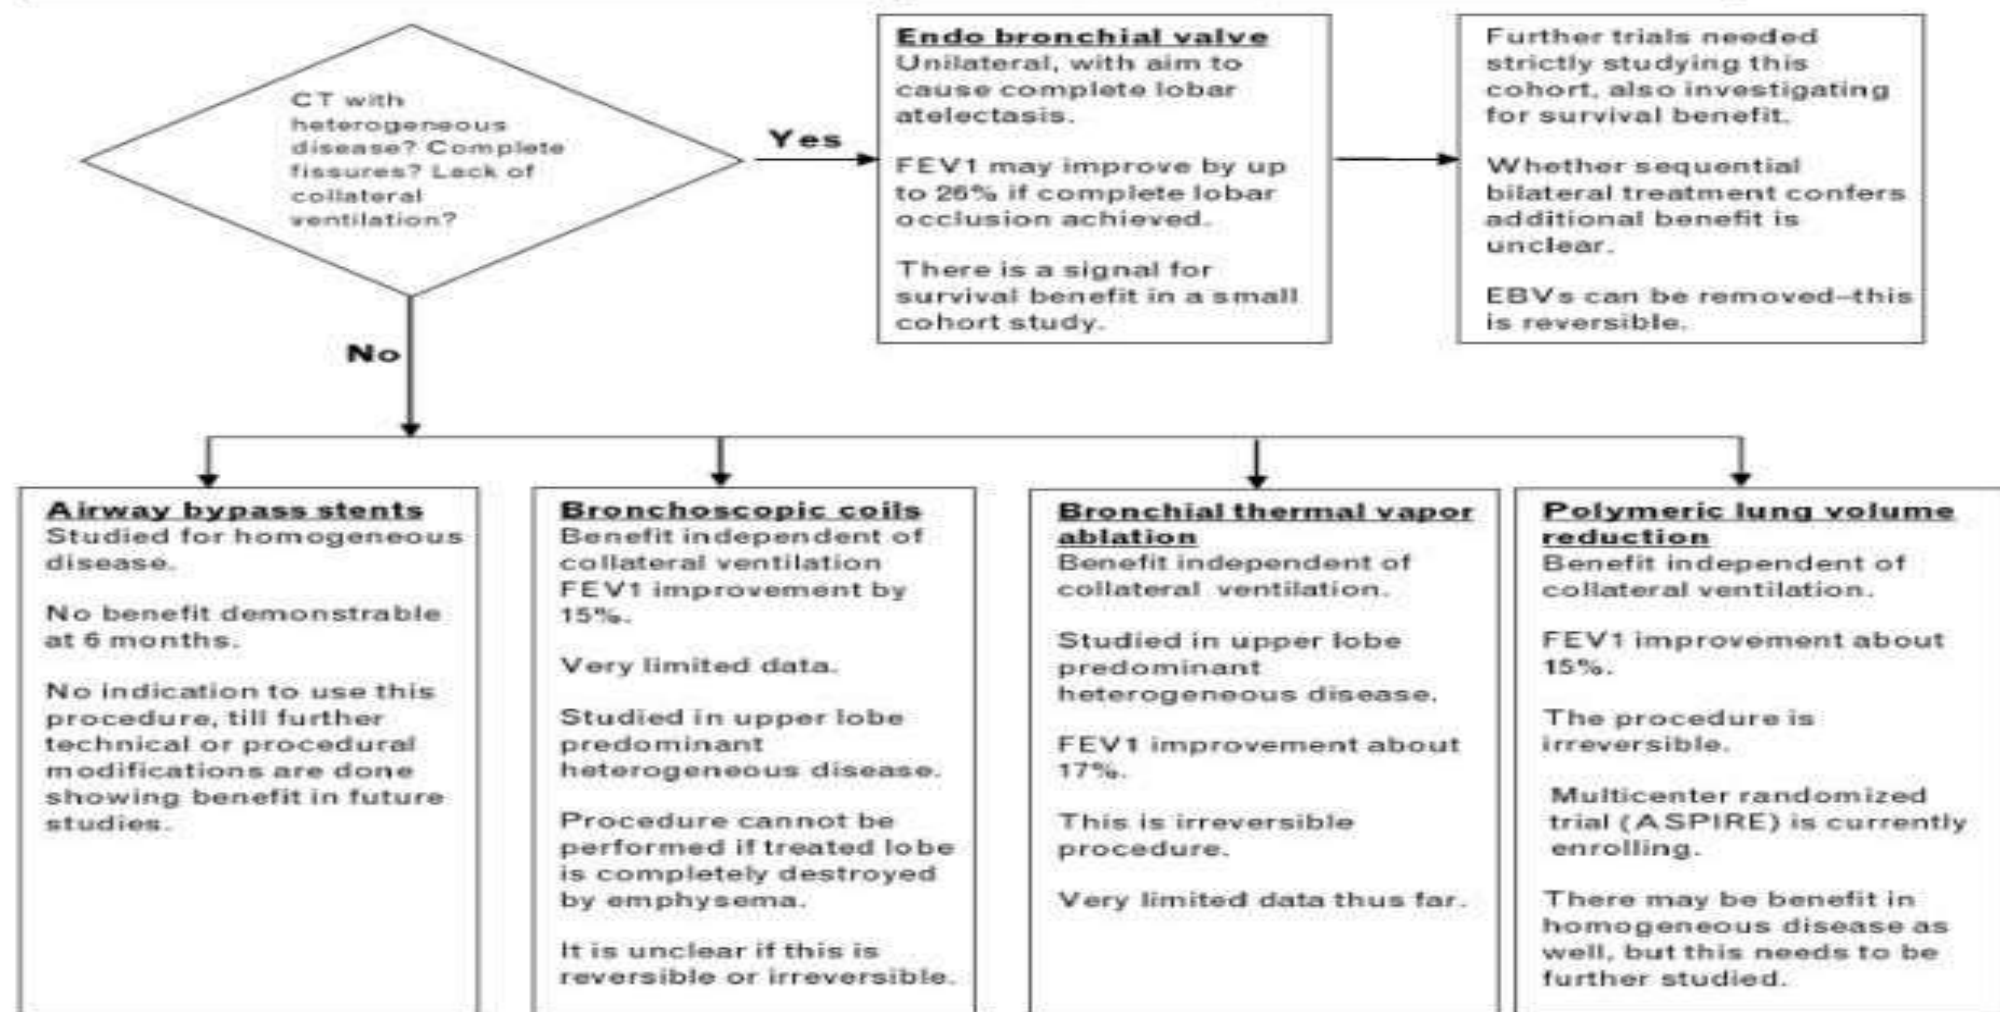 CT with
heterogeneous
disease? Complete
fissures? Lack of
collateral
ventilation?
Yes
No
Endo bronchial valve
Unilateral, with aim to
cause complete lobar
atelectasis.
FEV1 may improve by up
to 26% if complete lobar
occlusion achieved.
There is a signal for
survival benefit in a small
cohort study.
Further trials needed
strictly studying this
cohort, also investigating
for survival benefit.
Whether sequential
bilateral treatment confers
additional benefit is
unclear.
EBVs can be removed–this
is reversible.
Airway bypass stents
Studied for homogeneous
disease.
No benefit demonstrable
at 6 months.
No indication to use this
procedure, till further
technical or procedural
modifications are done
showing benefit in future
studies.
Bronchoscopic coils
Benefit independent of
collateral ventilation
FEV1 improvement by
15%.
Very limited data.
Studied in upper lobe
predominant
heterogeneous disease.
Procedure cannot be
performed if treated lobe
is completely destroyed
by emphysema.
It is unclear if this is
reversible or irreversible.
Bronchial thermal vapor
ablation
Benefit independent of
collateral ventilation.
Studied in upper lobe
predominant
heterogeneous disease.
FEV1 improvement about
17%.
This is irreversible
procedure.
Very limited data thus far.
Polymeric lung volume
reduction
Benefit independent of
collateral ventilation.
FEV1 improvement about
15%.
The procedure is
irreversible.
Multicenter randomized
trial (ASPIRE) is currently
enrolling.
There may be benefit in
homogeneous disease as
well, but this needs to be
further studied.